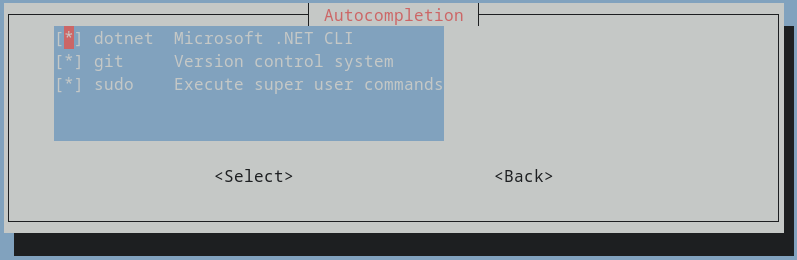 Autocompletion
[*] dotnet  Microsoft .NET CLI
[*] git     Version control system
[*] sudo    Execute super user commands
<Select>                    <Back>